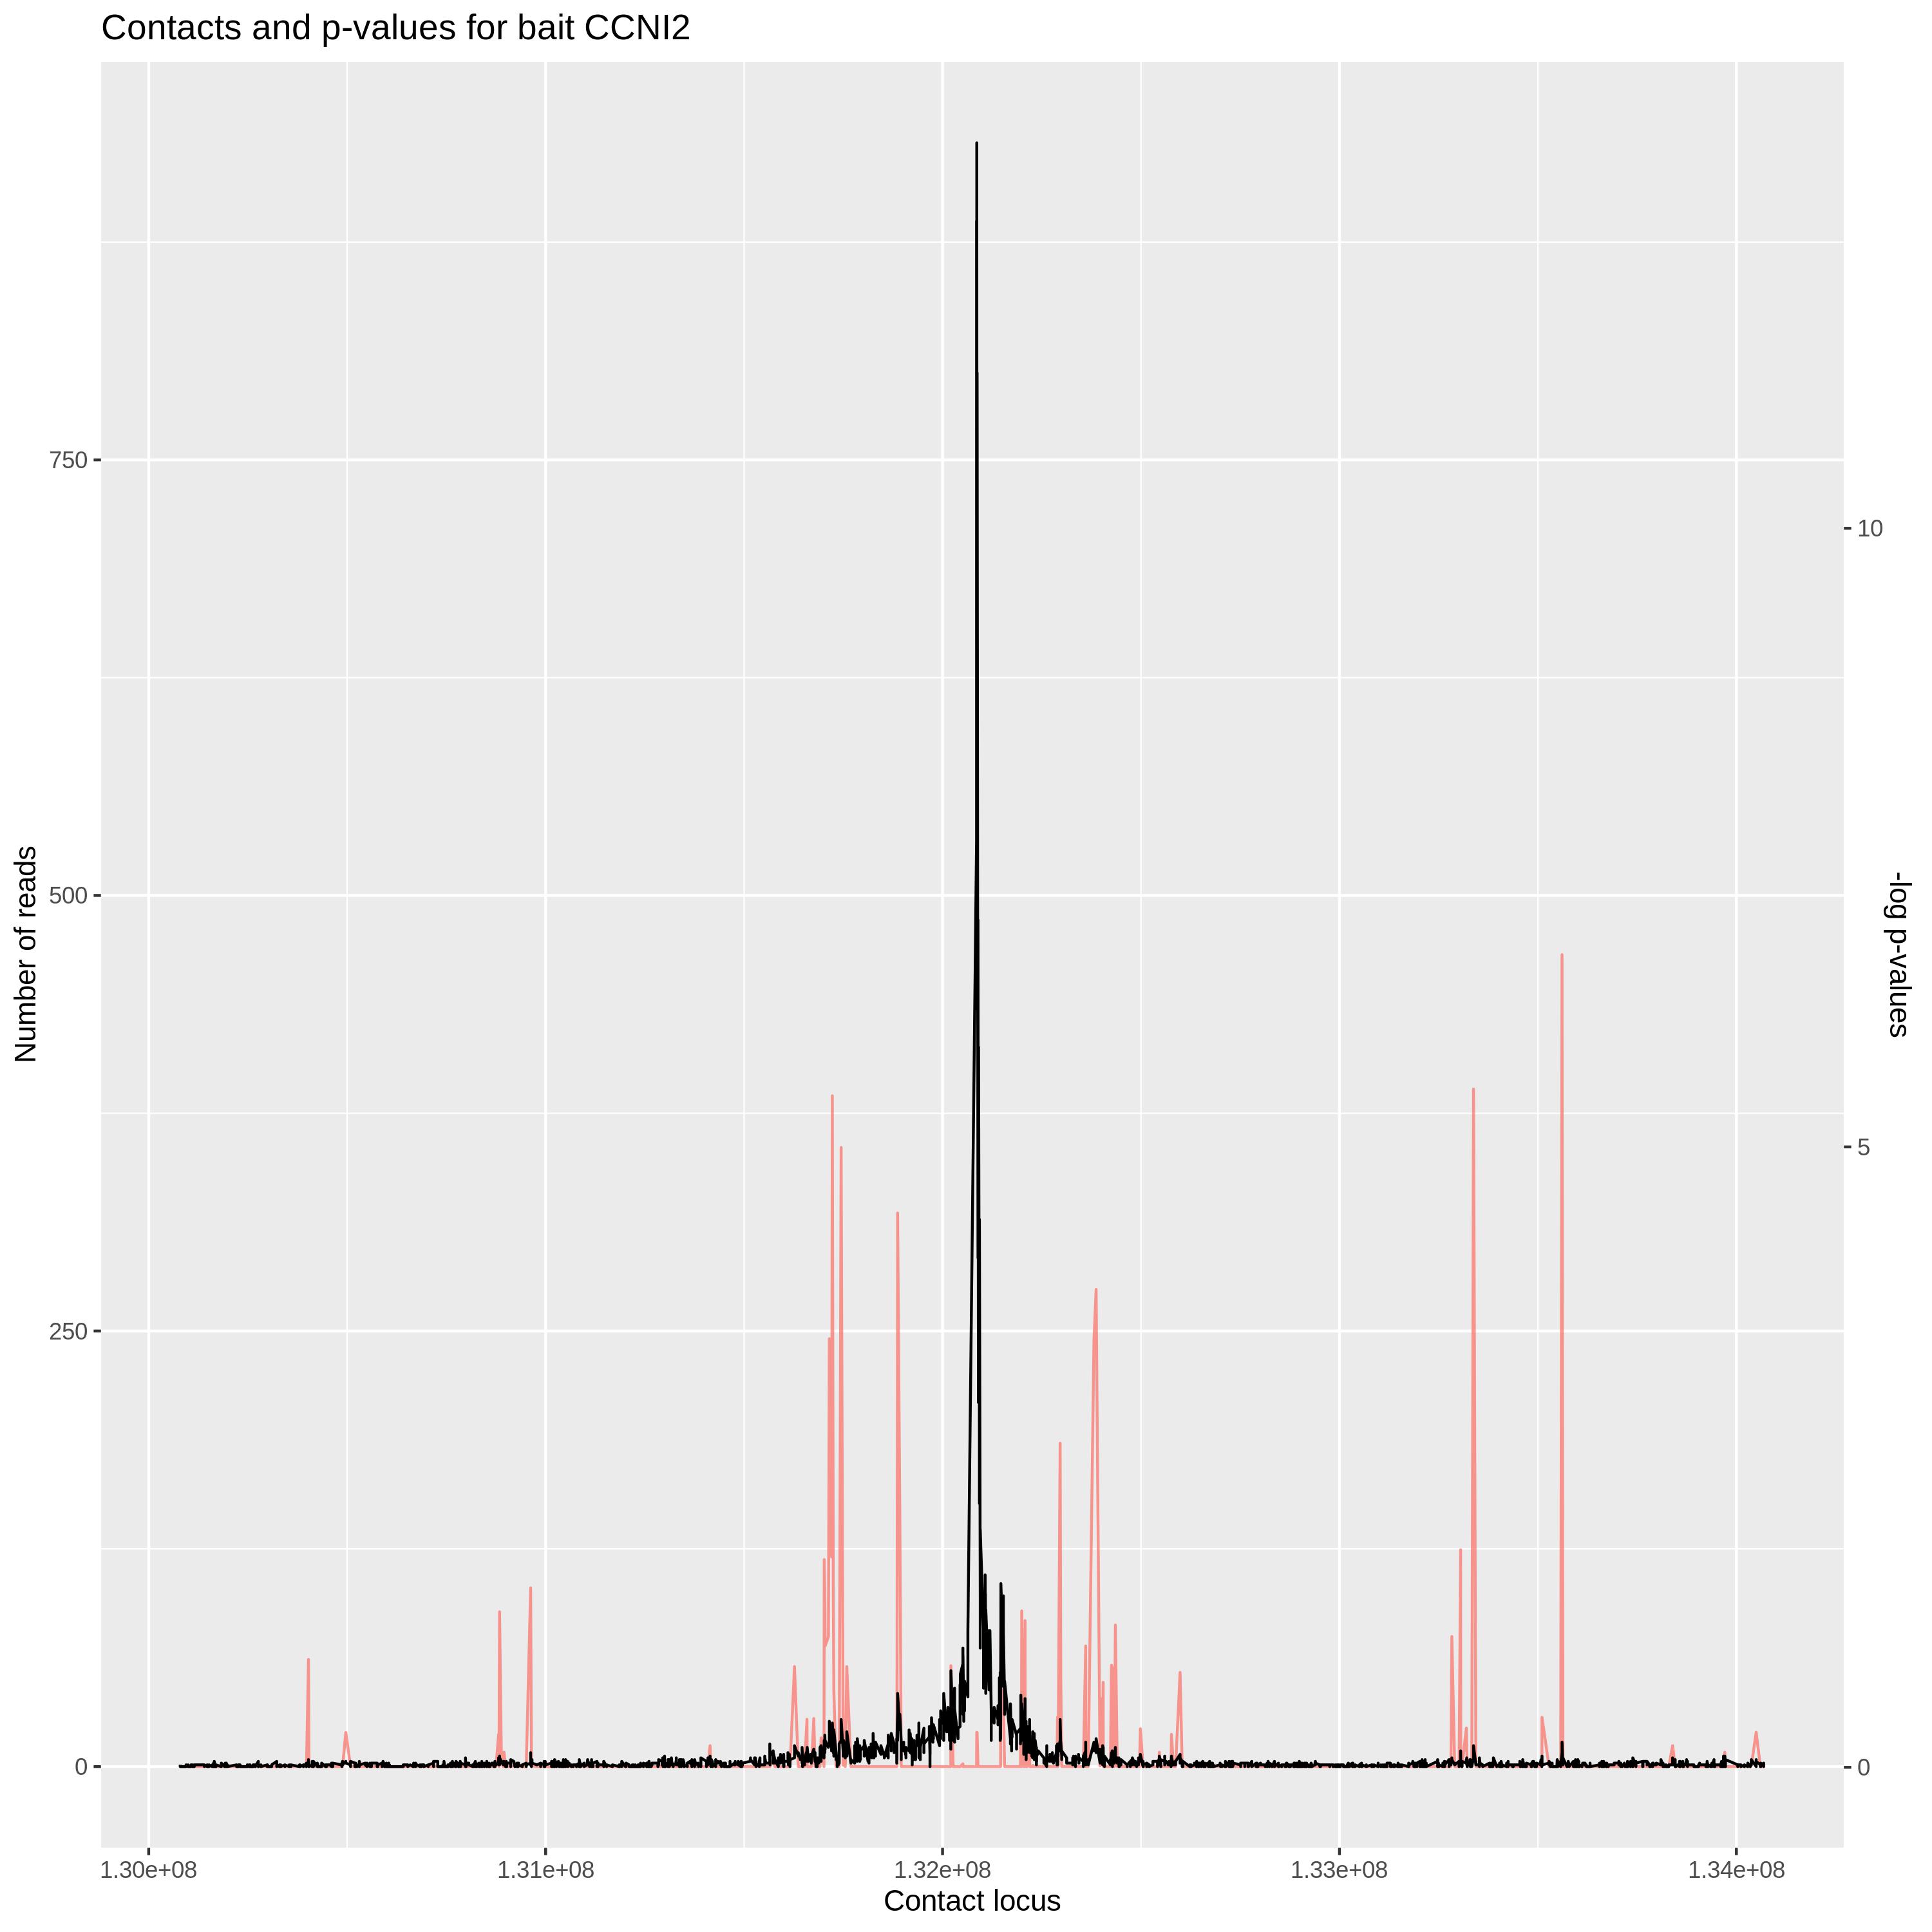 Contacts and p-values for bait CCNI2
Number of reads
750
500
250
0
10
5
0
-log p-values
1.30e+08
1.31e+08
1.32e+08
1.33e+08
1.34e+08
Contact locus